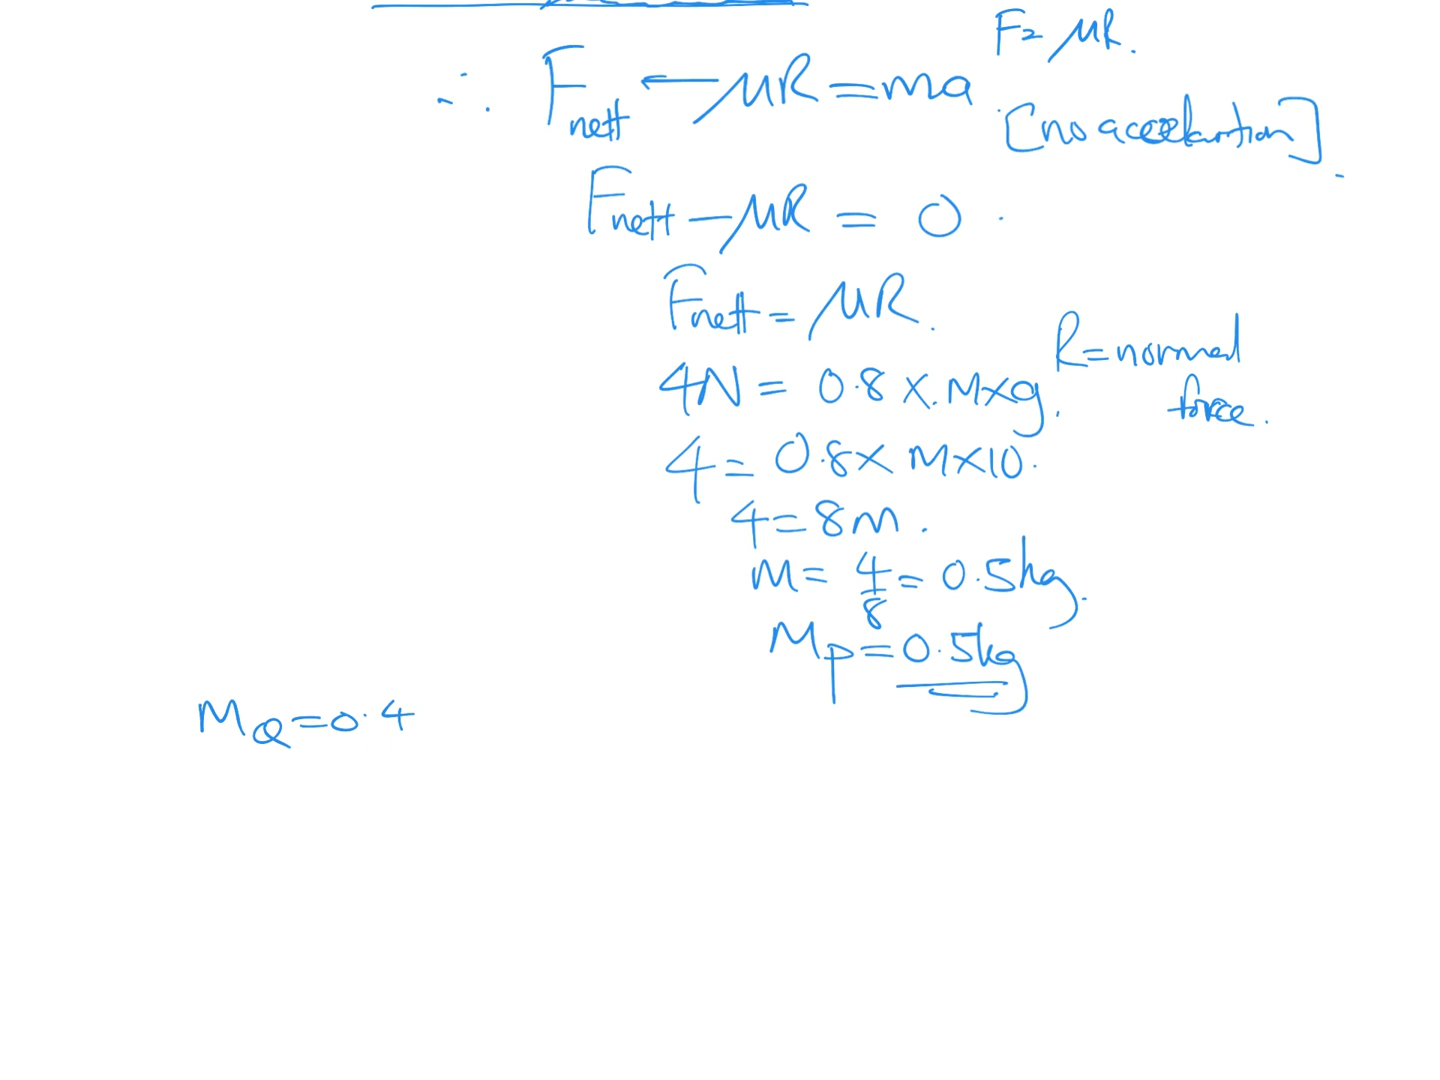 F= μR.
∴ Fnett ← μR = ma
[no accelartion].
Fnett - μR = 0.
Fnett = μR.
R = normal
force.
4N = 0.8 x. M x g.
4 = 0.8 x M x 10.
4 = 8m.
m = 4/8 = 0.5kg.
Mp = 0.5kg
MQ = 0.4